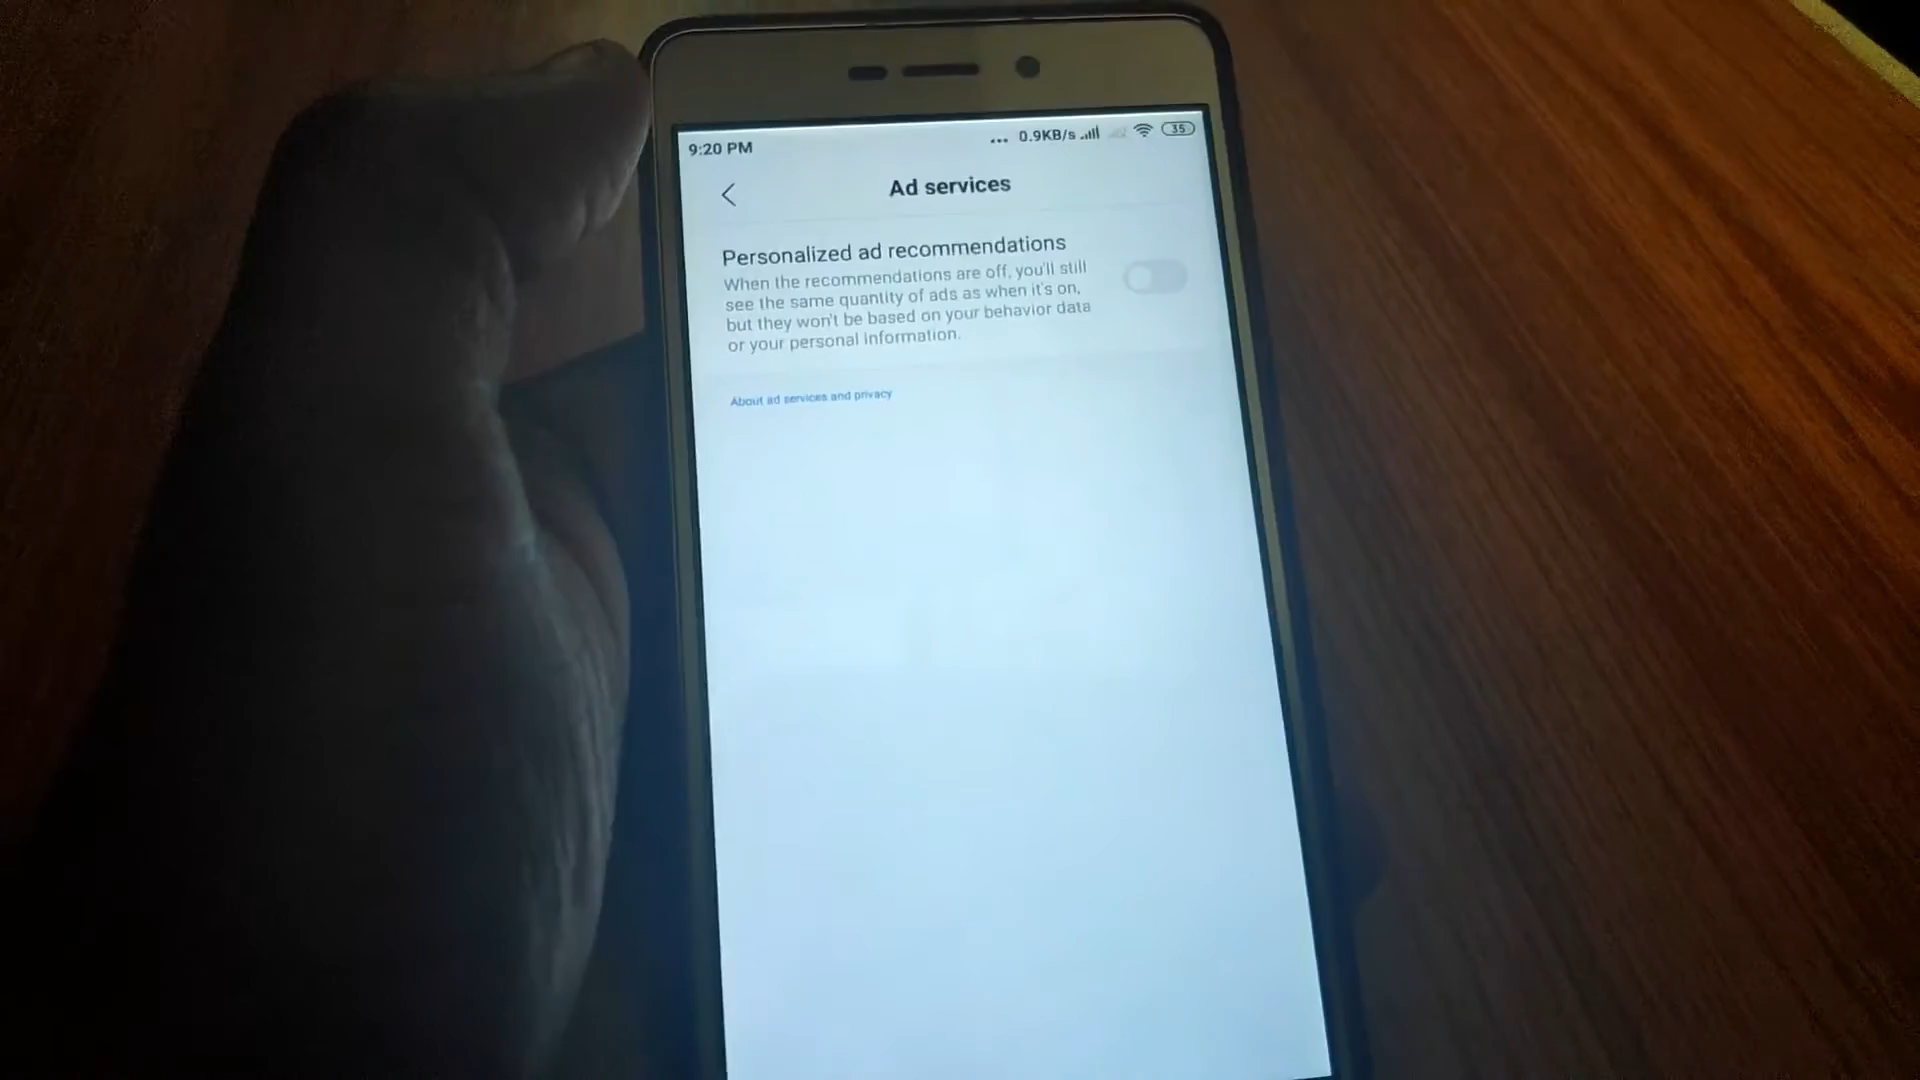 9:20 PM ... 0.9KB/s 35
Ad services
Personalized ad recommendations
When the recommendations are off, you'll still
see the same quantity of ads as when it's on,
but they won't be based on your behavior data
or your personal information.
About ad services and privacy